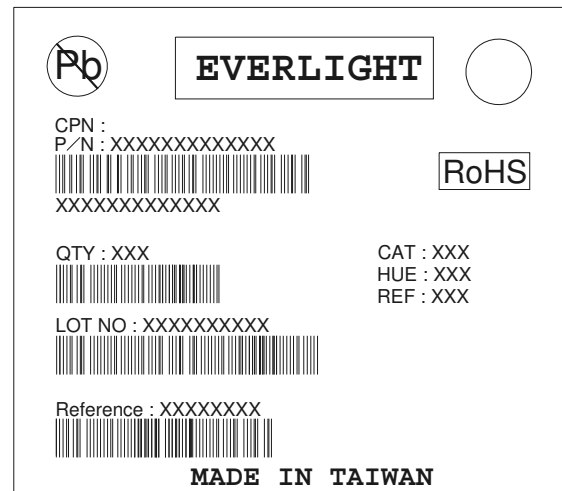 Pb
EVERLIGHT
CPN :
P/N : XXXXXXXXXXXXX
RoHS
XXXXXXXXXXXXX
QTY : XXX
CAT : XXX
HUE : XXX
REF : XXX
LOT NO : XXXXXXXXXX
Reference : XXXXXXXX
MADE IN TAIWAN